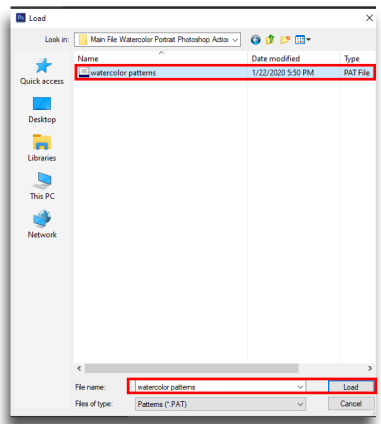 Ps Load
Look in: Main File Watercolor Portrait Photoshop Actio
Name Date modified Type
watercolor patterns 1/22/2020 5:50 PM PAT File
Quick access
Desktop
Libraries
This PC
Network
File name: watercolor patterns Load
Files of type: Patterns (*.PAT) Cancel